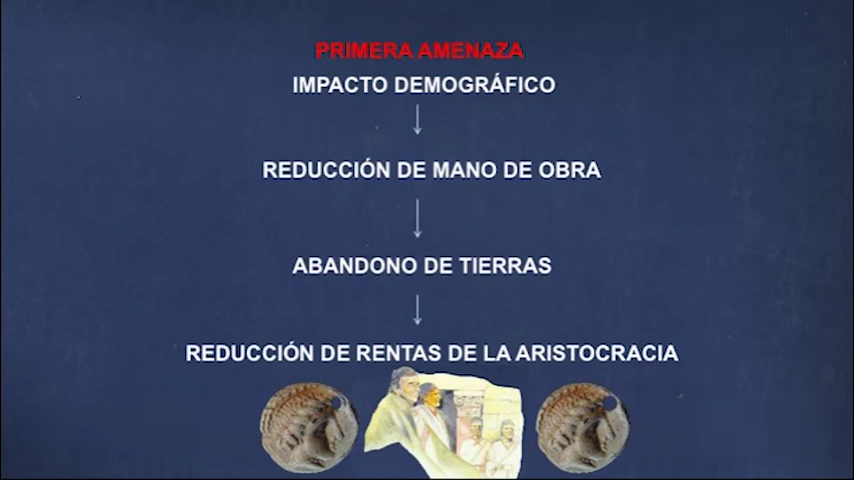 PRIMERA AMENAZA
IMPACTO DEMOGRÁFICO
REDUCCIÓN DE MANO DE OBRA
ABANDONO DE TIERRAS
REDUCCIÓN DE RENTAS DE LA ARISTOCRACIA